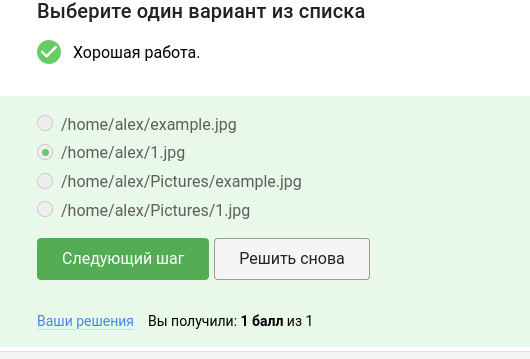 Выберите один вариант из списка
Хорошая работа.
/home/alex/example.jpg
/home/alex/1.jpg
/home/alex/Pictures/example.jpg
/home/alex/Pictures/1.jpg
Следующий шаг Решить снова
Ваши решения Вы получили: 1 балл из 1